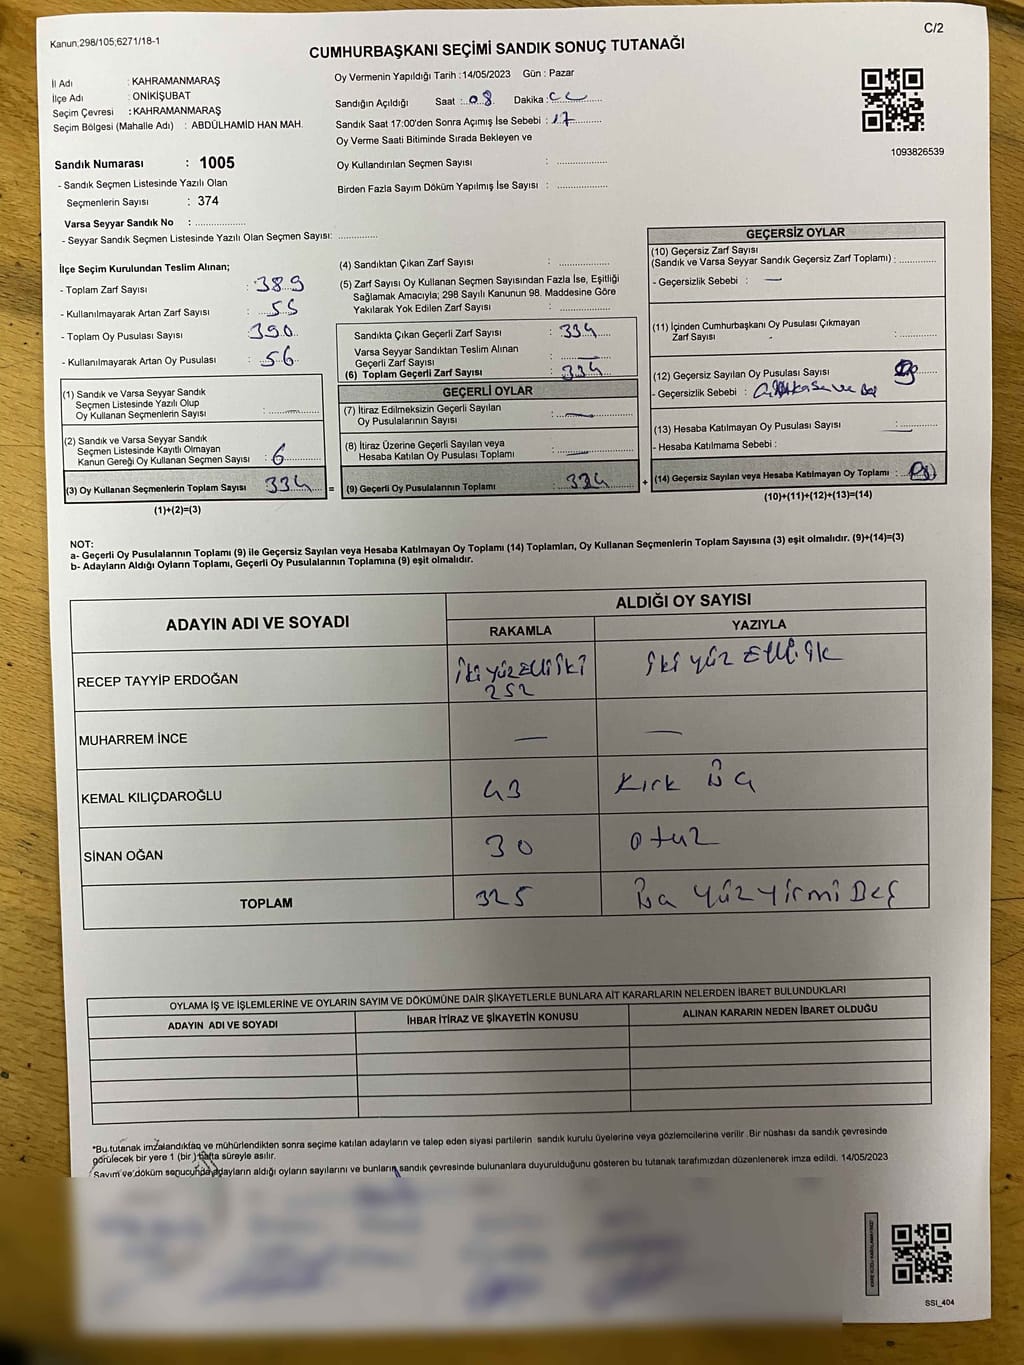 Kanun;298/105;6271/18-1
C/2
CUMHURBAŞKANI SEÇİMİ SANDIK SONUÇ TUTANAĞI
İl Adı : KAHRAMANMARAŞ
İlçe Adı : ONİKİŞUBAT
Seçim Çevresi : KAHRAMANMARAŞ
Seçim Bölgesi (Mahalle Adı) : ABDÜLHAMİD HAN MAH.
Oy Vermenin Yapıldığı Tarih :14/05/2023 Gün : Pazar
Sandığın Açıldığı Saat : 08 Dakika :
Sandık Saat 17:00'den Sonra Açımış İse Sebebi : 17
Oy Verme Saati Bitiminde Sırada Bekleyen ve
Oy Kullandırılan Seçmen Sayısı :
Birden Fazla Sayım Döküm Yapılmış İse Sayısı :
1093826539
Sandık Numarası : 1005
- Sandık Seçmen Listesinde Yazılı Olan
Seçmenlerin Sayısı : 374
Varsa Seyyar Sandık No :
- Seyyar Sandık Seçmen Listesinde Yazılı Olan Seçmen Sayısı:
İlçe Seçim Kurulundan Teslim Alınan;
- Toplam Zarf Sayısı : 389
- Kullanılmayarak Artan Zarf Sayısı : 55
- Toplam Oy Pusulası Sayısı : 390
- Kullanılmayarak Artan Oy Pusulası : 56
(1) Sandık ve Varsa Seyyar Sandık
Seçmen Listesinde Yazılı Olup
Oy Kullanan Seçmenlerin Sayısı :
(2) Sandık ve Varsa Seyyar Sandık
Seçmen Listesinde Kayıtlı Olmayan
Kanun Gereği Oy Kullanan Seçmen Sayısı : 6
(3) Oy Kullanan Seçmenlerin Toplam Sayısı 334 =
(1)+(2)=(3)
(4) Sandıktan Çıkan Zarf Sayısı :
(5) Zarf Sayısı Oy Kullanan Seçmen Sayısından Fazla İse, Eşitliği
Sağlamak Amacıyla; 298 Sayılı Kanunun 98. Maddesine Göre
Yakılarak Yok Edilen Zarf Sayısı :
Sandıkta Çıkan Geçerli Zarf Sayısı : 334
Varsa Seyyar Sandıktan Teslim Alınan
Geçerli Zarf Sayısı : —
(6) Toplam Geçerli Zarf Sayısı : 334
GEÇERLİ OYLAR
(7) İtiraz Edilmeksizin Geçerli Sayılan
Oy Pusulasının Sayısı : —
(8) İtiraz Üzerine Geçerli Sayılan veya
Hesaba Katılan Oy Pusulası Toplamı : —
(9) Geçerli Oy Pusulalarının Toplamı : 334 +
GEÇERSİZ OYLAR
(10) Geçersiz Zarf Sayısı
(Sandık ve Varsa Seyyar Sandık Geçersiz Zarf Toplamı) :
- Geçersizlik Sebebi : —
(11) İçinden Cumhurbaşkanı Oy Pusulası Çıkmayan
Zarf Sayısı :
(12) Geçersiz Sayılan Oy Pusulası Sayısı :
- Geçersizlik Sebebi :
(13) Hesaba Katılmayan Oy Pusulası Sayısı : —
- Hesaba Katılmama Sebebi :
(14) Geçersiz Sayılan veya Hesaba Katılmayan Oy Toplamı :
(10)+(11)+(12)+(13)=(14)
NOT:
a- Geçerli Oy Pusulalarının Toplamı (9) ile Geçersiz Sayılan veya Hesaba Katılmayan Oy Toplamı (14) Toplamları, Oy Kullanan Seçmenlerin Toplam Sayısına (3) eşit olmalıdır. (9)+(14)=(3)
b- Adayların Aldığı Oyların Toplamı, Geçerli Oy Pusulalarının Toplamına (9) eşit olmalıdır.
ADAYIN ADI VE SOYADI
ALDIĞI OY SAYISI
RAKAMLA YAZIYLA
RECEP TAYYİP ERDOĞAN iki yüz Elli iki 252 iki yüz Elli ik
MUHARREM İNCE — —
KEMAL KILIÇDAROĞLU 43 Kırk üç
SİNAN OĞAN 30 otuz
TOPLAM 325 üç yüz yirmi Beş
OYLAMA İŞ VE İŞLEMLERİNE VE OYLARIN SAYIM VE DÖKÜMÜNE DAİR ŞİKAYETLERLE BUNLARA AİT KARARLARIN NELERDEN İBARET BULUNDUKLARI
ADAYIN ADI VE SOYADI İHBAR İTİRAZ VE ŞİKAYETİN KONUSU ALINAN KARARIN NEDEN İBARET OLDUĞU
*Bu tutanak imzalandıktan ve mühürlendikten sonra seçime katılan adayların ve talep eden siyasi partilerin sandık kurulu üyelerine veya gözlemcilerine verilir .Bir nüshası da sandık çevresinde
görülecek bir yere 1 (bir ) hafta süreyle asılır.
Sayım ve döküm sonucunda adayların aldığı oyların sayılarını ve bunların sandık çevresinde bulunanlara duyurulduğunu gösteren bu tutanak tarafımızdan düzenlenerek imza edildi. 14/05/2023
SSI_404